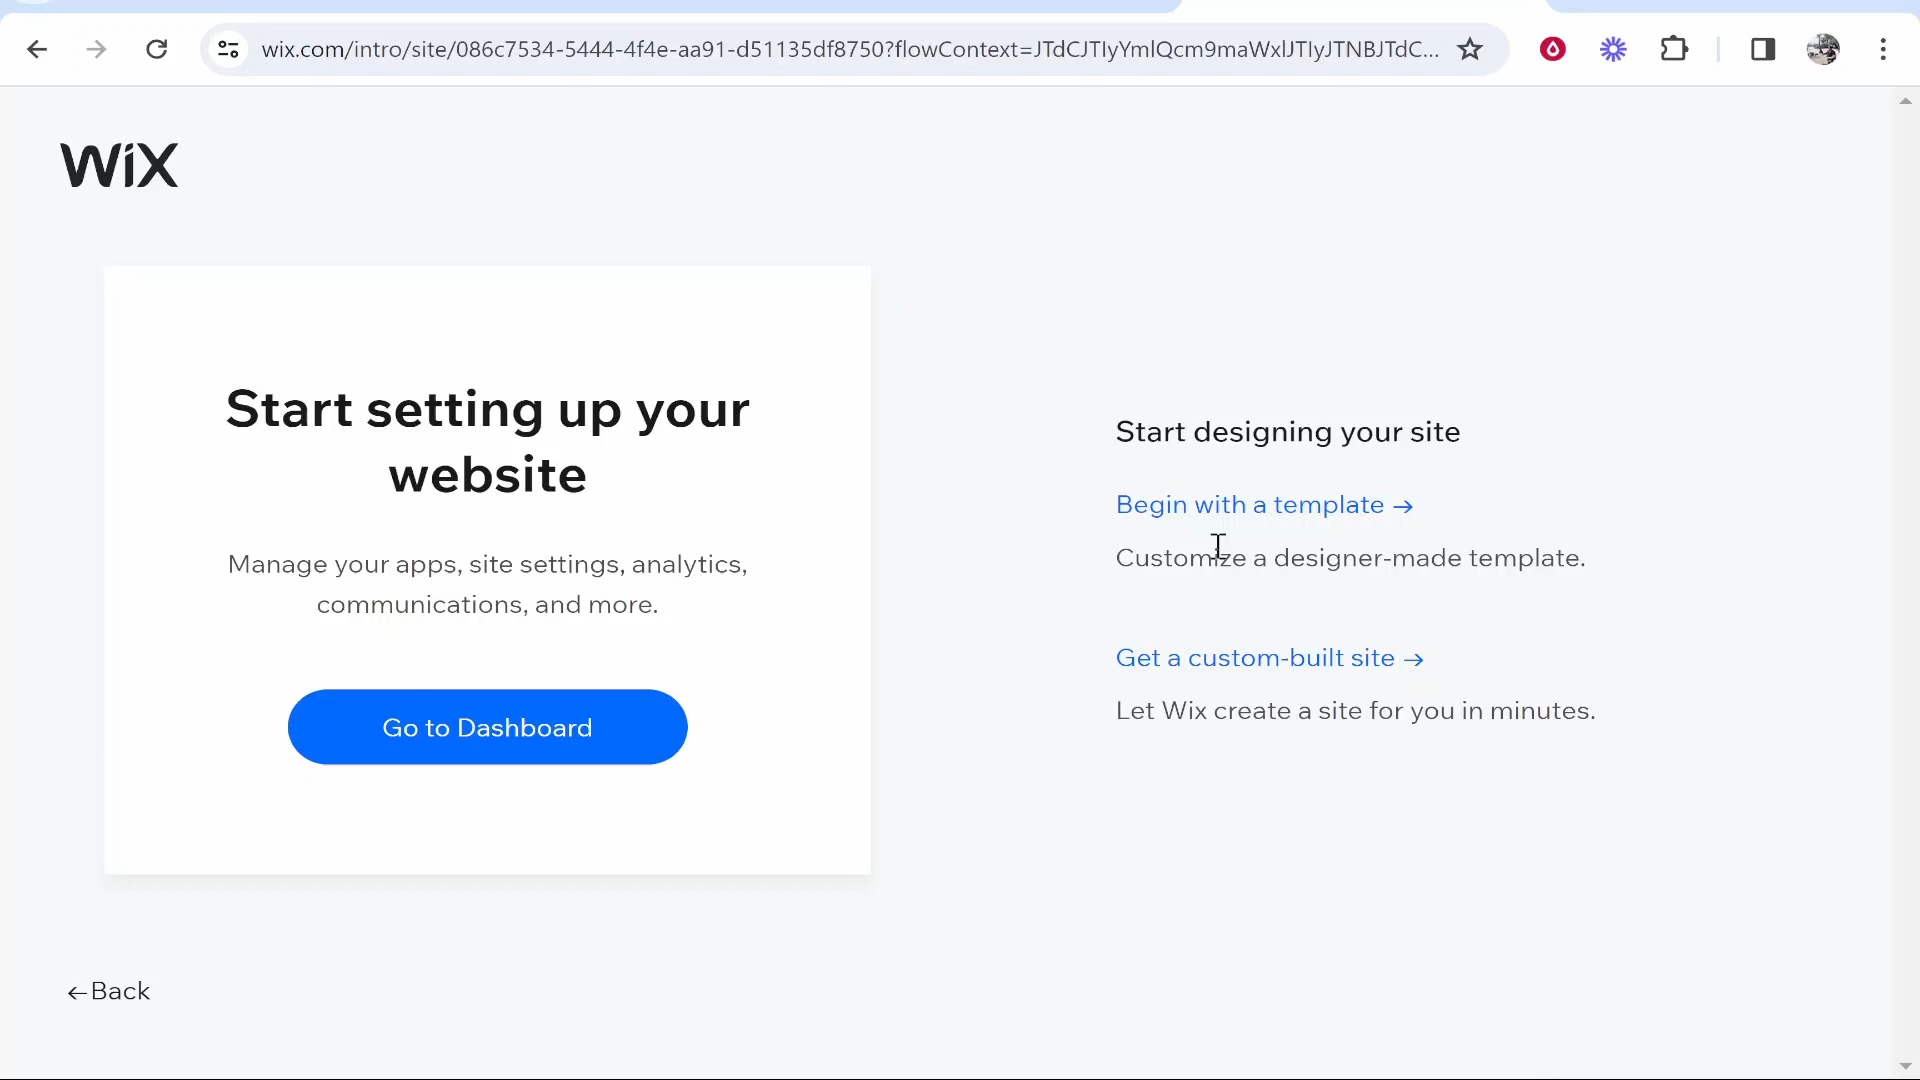 wix.com/intro/site/086c7534-5444-4f4e-aa91-d51135df8750?flowContext=JTdCJTIyYmlQcm9maWxlJTIyJTNBJTdC...
WiX
Start setting up your
website
Manage your apps, site settings, analytics,
communications, and more.
Go to Dashboard
Start designing your site
Begin with a template →
Customize a designer-made template.
Get a custom-built site →
Let Wix create a site for you in minutes.
←Back